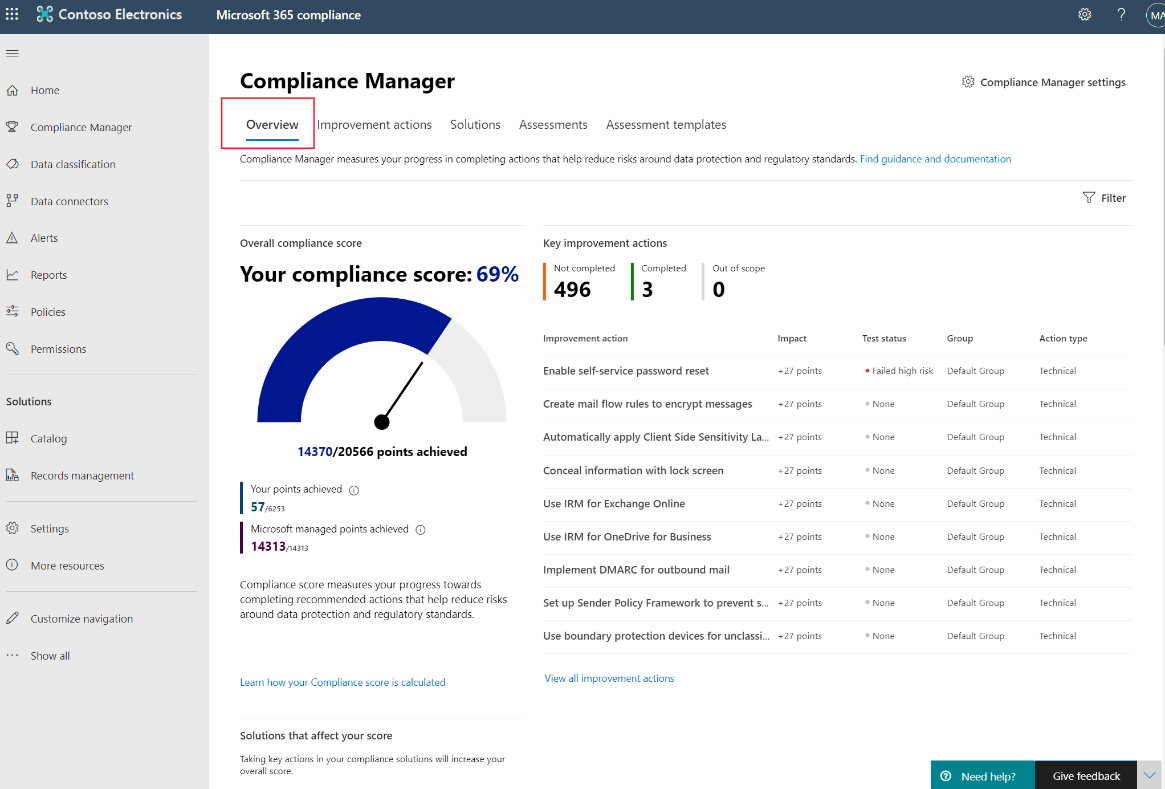 Contoso Electronics
Microsoft 365 compliance
?
MA
Home
Compliance Manager
Data classification
Data connectors
Alerts
Reports
Policies
Permissions
Solutions
Catalog
Records management
Settings
More resources
Customize navigation
Show all
Compliance Manager
Compliance Manager settings
Overview Improvement actions Solutions Assessments Assessment templates
Compliance Manager measures your progress in completing actions that help reduce risks around data protection and regulatory standards. Find guidance and documentation
Filter
Overall compliance score
Your compliance score: 69%
14370/20566 points achieved
Your points achieved
57/6253
Microsoft managed points achieved
14313/14313
Compliance score measures your progress towards
completing recommended actions that help reduce risks
around data protection and regulatory standards.
Learn how your Compliance score is calculated
Solutions that affect your score
Taking key actions in your compliance solutions will increase your
overall score.
Key improvement actions
Not completed Completed Out of scope
496 3 0
Improvement action Impact Test status Group Action type
Enable self-service password reset +27 points Failed high risk Default Group Technical
Create mail flow rules to encrypt messages +27 points None Default Group Technical
Automatically apply Client Side Sensitivity La... +27 points None Default Group Technical
Conceal information with lock screen +27 points None Default Group Technical
Use IRM for Exchange Online +27 points None Default Group Technical
Use IRM for OneDrive for Business +27 points None Default Group Technical
Implement DMARC for outbound mail +27 points None Default Group Technical
Set up Sender Policy Framework to prevent s... +27 points None Default Group Technical
Use boundary protection devices for unclassi... +27 points None Default Group Technical
View all improvement actions
Need help?
Give feedback